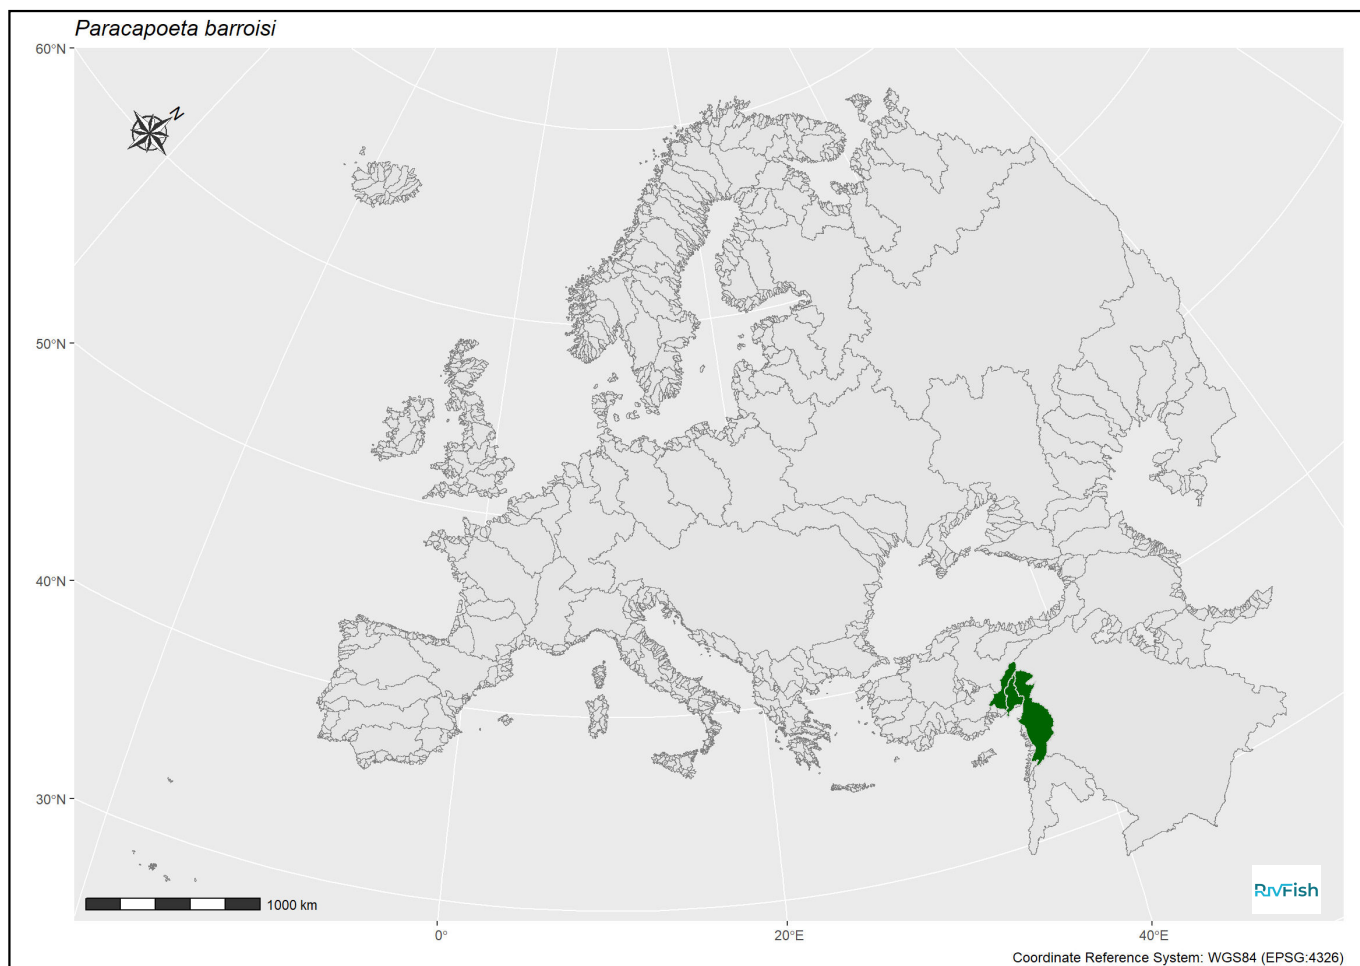 Paracapoeta barroisi
60°N
N
50°N
40°N
30°N
1000 km
RIVFish
0°
20°E
40°E
Coordinate Reference System: WGS84 (EPSG:4326)